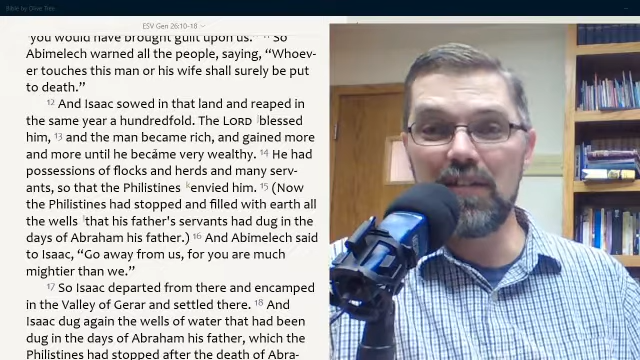 Bible by Olive Tree
ESV Gen 26:10–18
you would have brought guilt upon us.” 11 So
Abimelech warned all the people, saying, “Whoev-
er touches this man or his wife shall surely be put
to death.”
12 And Isaac sowed in that land and reaped in
the same year a hundredfold. The LORD blessed
him, 13 and the man became rich, and gained more
and more until he became very wealthy. 14 He had
possessions of flocks and herds and many serv-
ants, so that the Philistines kenvied him. 15 (Now
the Philistines had stopped and filled with earth all
the wells lthat his father's servants had dug in the
days of Abraham his father.) 16 And Abimelech said
to Isaac, “Go away from us, for you are much
mightier than we.”
17 So Isaac departed from there and encamped
in the Valley of Gerar and settled there. 18 And
Isaac dug again the wells of water that had been
dug in the days of Abraham his father, which the
Philistines had stopped after the death of Abra-